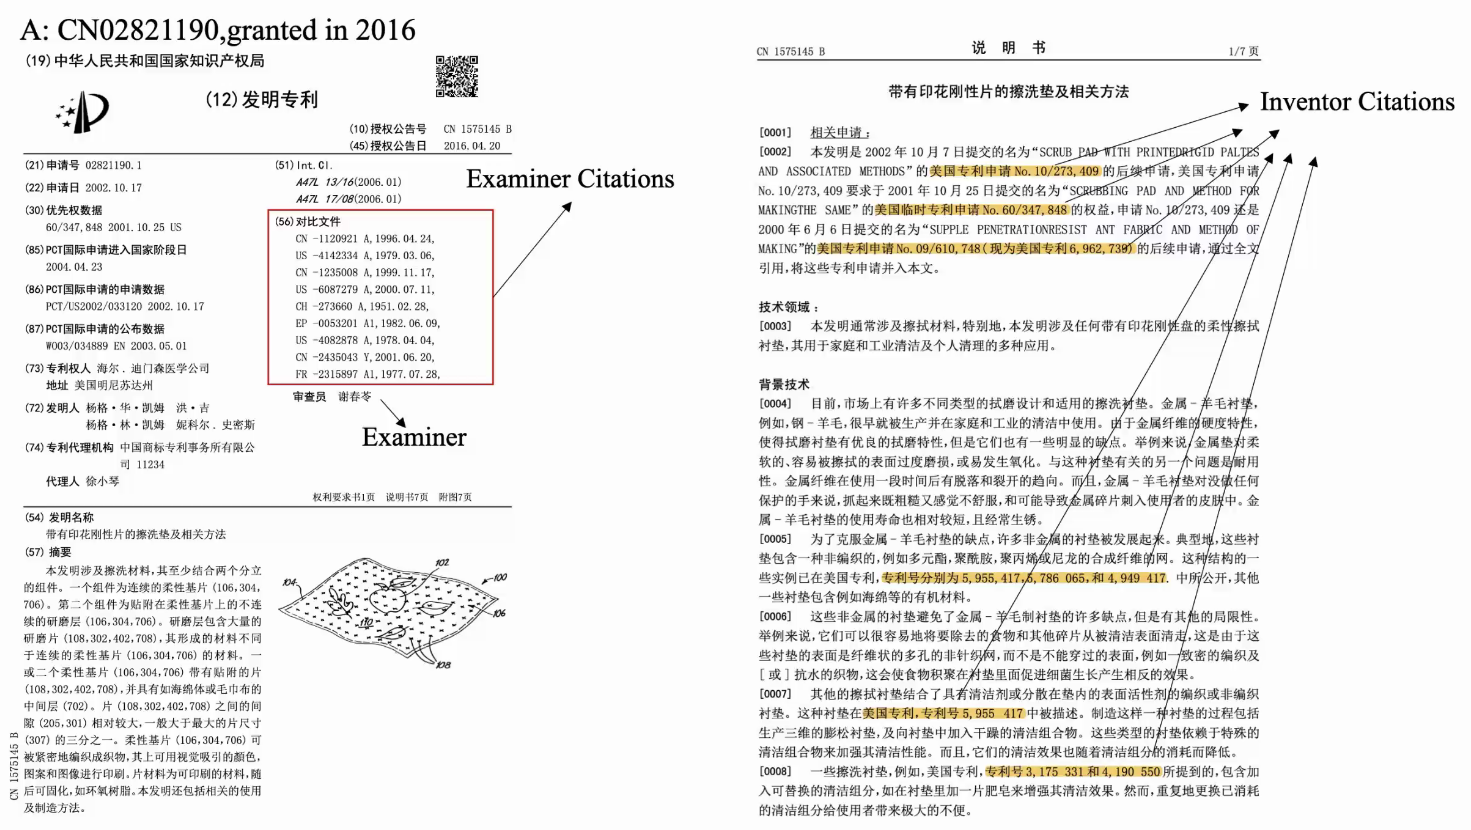 A: CN02821190,granted in 2016
(19)中华人民共和国国家知识产权局
(12)发明专利
(10)授权公告号 CN 1575145 B
(45)授权公告日 2016.04.20
(21)申请号 02821190.1
(22)申请日 2002.10.17
(30)优先权数据
60/347,848 2001.10.25 US
(85)PCT国际申请进入国家阶段日
2004.04.23
(86)PCT国际申请的申请数据
PCT/US2002/033120 2002.10.17
(87)PCT国际申请的公布数据
WO03/034889 EN 2003.05.01
(73)专利权人 海尔.迪门森医学公司
地址 美国明尼苏达州
(72)发明人 杨格·华·凯姆 洪·吉
杨格·林·凯姆 妮科尔.史密斯
(74)专利代理机构 中国商标专利事务所有限公
司 11234
代理人 徐小琴
(51)Int.Cl.
A47L 13/16(2006.01)
A47L 17/08(2006.01)
(56)对比文件
CN -1120921 A,1996.04.24,
US -4142334 A,1979.03.06,
CN -1235008 A,1999.11.17,
US -6087279 A,2000.07.11,
CH -273660 A,1951.02.28,
EP -0053201 A1,1982.06.09,
US -4082878 A,1978.04.04,
CN -2435043 Y,2001.06.20,
FR -2315897 A1,1977.07.28,
审查员 谢春苓
Examiner Citations
Examiner
权利要求书1页 说明书7页 附图7页
(54)发明名称
带有印花刚性片的擦洗垫及相关方法
(57)摘要
本发明涉及擦洗材料,其至少结合两个分立
的组件。一个组件为连续的柔性基片(106,304,
706)。第二个组件为贴附在柔性基片上的不连
续的研磨层(106,304,706)。研磨层包含大量的
研磨片(108,302,402,708),其形成的材料不同
于连续的柔性基片(106,304,706)的材料。一
或二个柔性基片(106,304,706)带有贴附的片
(108,302,402,708),并具有如海绵体或毛巾布的
中间层(702)。片(108,302,402,708)之间的间
隙(205,301)相对较大,一般大于最大的片尺寸
(307)的三分之一。柔性基片(106,304,706)可
被紧密地编织成织物,其上可用视觉吸引的颜色,
图案和图像进行印刷。片材料为可印刷的材料,随
后可固化,如环氧树脂。本发明还包括相关的使用
及制造方法。
CN 1575145 B
102
104
100
106
110
108
CN 1575145 B 说明书 1/7 页
带有印花刚性片的擦洗垫及相关方法
Inventor Citations
[0001] 相关申请:
[0002] 本发明是 2002 年 10 月 7 日提交的名为“SCRUB PAD WITH PRINTEDRIGID PALTES
AND ASSOCIATED METHODS”的美国专利申请 No.10/273,409 的后续申请,美国专利申请
No.10/273,409 要求于 2001 年 10 月 25 日提交的名为“SCRUBBING PAD AND METHOD FOR
MAKINGTHE SAME”的美国临时专利申请No.60/347,848的权益,申请No.10/273,409 还是
2000 年 6 月 6 日提交的名为“SUPPLE PENETRATIONRESIST ANT FABRIC AND METHOD OF
MAKING”的美国专利申请No.09/610,748(现为美国专利6,962,739)的后续申请,通过全文
引用,将这些专利申请并入本文。
技术领域:
[0003] 本发明通常涉及擦拭材料,特别地,本发明涉及任何带有印花刚性盘的柔性擦拭
衬垫,其用于家庭和工业清洁及个人清理的多种应用。
背景技术
[0004] 目前,市场上有许多不同类型的拭磨设计和适用的擦洗衬垫。金属-羊毛衬垫,
例如,钢-羊毛,很早就被生产并在家庭和工业的清洁中使用。由于金属纤维的硬度特性,
使得拭磨衬垫有优良的拭磨特性,但是它们也有一些明显的缺点。举例来说,金属垫对柔
软的、容易被擦拭的表面过度磨损,或易发生氧化。与这种衬垫有关的另一个问题是耐用
性。金属纤维在使用一段时间后有脱落和裂开的趋向。而且,金属-羊毛衬垫对没做任何
保护的手来说,抓起来既粗糙又感觉不舒服,和可能导致金属碎片刺入使用者的皮肤中。金
属-羊毛衬垫的使用寿命也相对较短,且经常生锈。
[0005] 为了克服金属-羊毛衬垫的缺点,许多非金属的衬垫被发展起来。典型地,这些衬
垫包含一种非编织的,例如多元酯,聚酰胺,聚丙烯或尼龙的合成纤维的网。这种结构的一
些实例已在美国专利,专利号分别为 5,955,417,5,786 065,和 4,949 417. 中所公开,其他
一些衬垫包含例如海绵等的有机材料。
[0006] 这些非金属的衬垫避免了金属-羊毛制衬垫的许多缺点,但是有其他的局限性。
举例来说,它们可以很容易地将要除去的食物和其他碎片从被清洁表面清走,这是由于这
些衬垫的表面是纤维状的多孔的非针织网,而不是不能穿过的表面,例如一致密的编织及
[或]抗水的织物,这会使食物积聚在衬垫里面促进细菌生长产生相反的效果。
[0007] 其他的擦拭衬垫结合了具有清洁剂或分散在垫内的表面活性剂的编织或非编织
衬垫。这种衬垫在美国专利,专利号 5,955 417 中被描述。制造这样一种衬垫的过程包括
生产三维的膨松衬垫,及向衬垫中加入干躁的清洁组合物。这些类型的衬垫依赖于特殊的
清洁组合物来加强其清洁性能。而且,它们的清洁效果也随着清洁组分的消耗而降低。
[0008] 一些擦洗衬垫,例如,美国专利,专利号 3,175 331 和 4,190 550 所提到的,包含加
入可替换的清洁组分,如在衬垫里加一片肥皂来增强其清洁效果。然而,重复地更换已消耗
的清洁组分给使用者带来极大的不便。